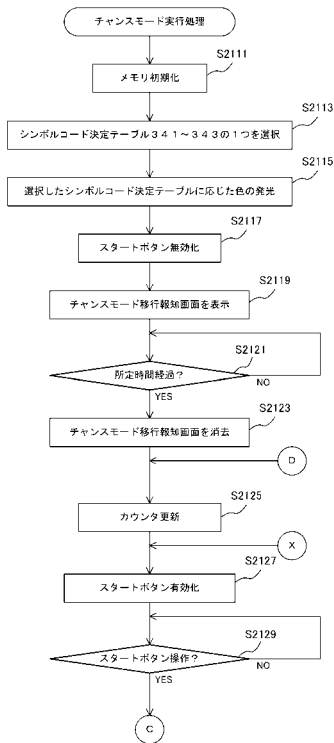 チャンスモード実行処理
S2111
メモリ初期化
S2113
シンボルコード決定テーブル341～343の1つを選択
S2115
選択したシンボルコード決定テーブルに応じた色の発光
S2117
スタートボタン無効化
S2119
チャンスモード移行報知画面を表示
S2121
所定時間経過?
NO
YES
S2123
チャンスモード移行報知画面を消去
D
S2125
カウンタ更新
X
S2127
スタートボタン有効化
S2129
スタートボタン操作?
NO
YES
C